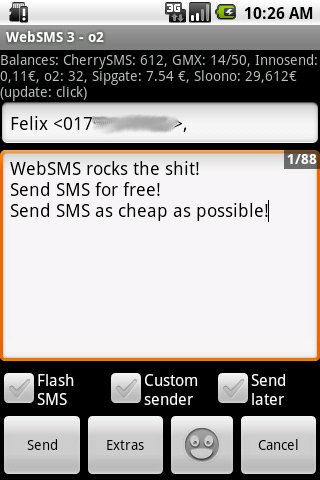 3G
10:26 AM
WebSMS 3 - o2
Balances: CherrySMS: 612, GMX: 14/50, Innosend:
0,11€, o2: 32, Sipgate: 7.54 €, Sloono: 29,612€
(update: click)
Felix <017 >,
1/88
WebSMS rocks the shit!
Send SMS for free!
Send SMS as cheap as possible!
Flash
SMS
Custom
sender
Send
later
Send
Extras
Cancel